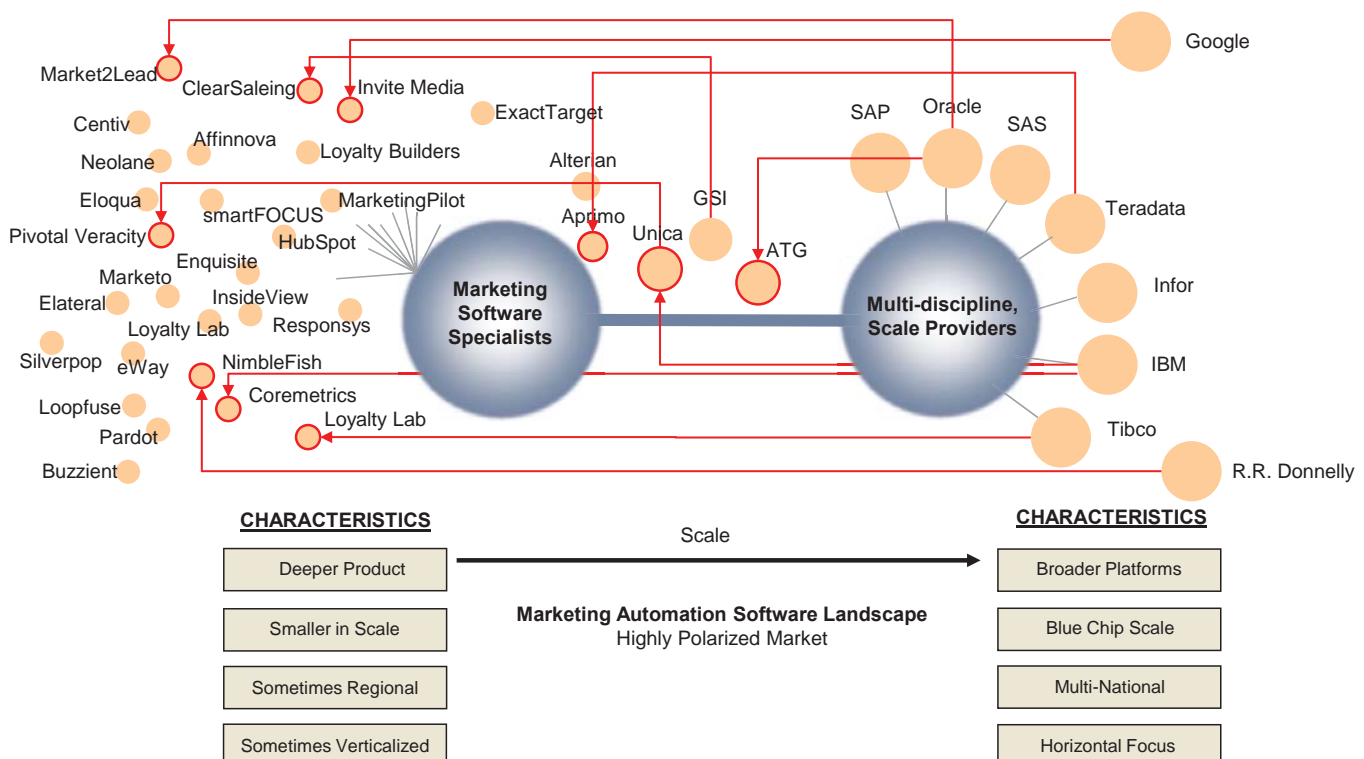 Google
Market2Lead
ClearSaleing
Invite Media
ExactTarget
SAP
Oracle
SAS
Centiv
Affinnova
Loyalty Builders
Neolane
Alterian
Eloqua
smartFOCUS
MarketingPilot
Aprimo
GSI
Teradata
Pivotal Veracity
HubSpot
Unica
ATG
Enquisite
Marketo
Elateral
InsideView
Loyalty Lab
Responsys
Marketing
Software
Specialists
Multi-discipline,
Scale Providers
Infor
Silverpop
eWay
NimbleFish
IBM
Coremetrics
Loopfuse
Loyalty Lab
Pardot
Tibco
Buzzient
R.R. Donnelly
CHARACTERISTICS
Deeper Product
Smaller in Scale
Sometimes Regional
Sometimes Verticalized
Scale
Marketing Automation Software Landscape
Highly Polarized Market
CHARACTERISTICS
Broader Platforms
Blue Chip Scale
Multi-National
Horizontal Focus